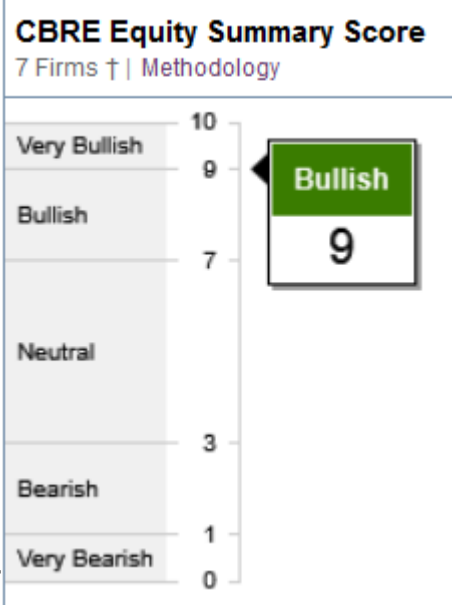 CBRE Equity Summary Score
7 Firms † | Methodology
10
Very Bullish
9
Bullish
9
Bullish
7
Neutral
3
Bearish
1
Very Bearish
0